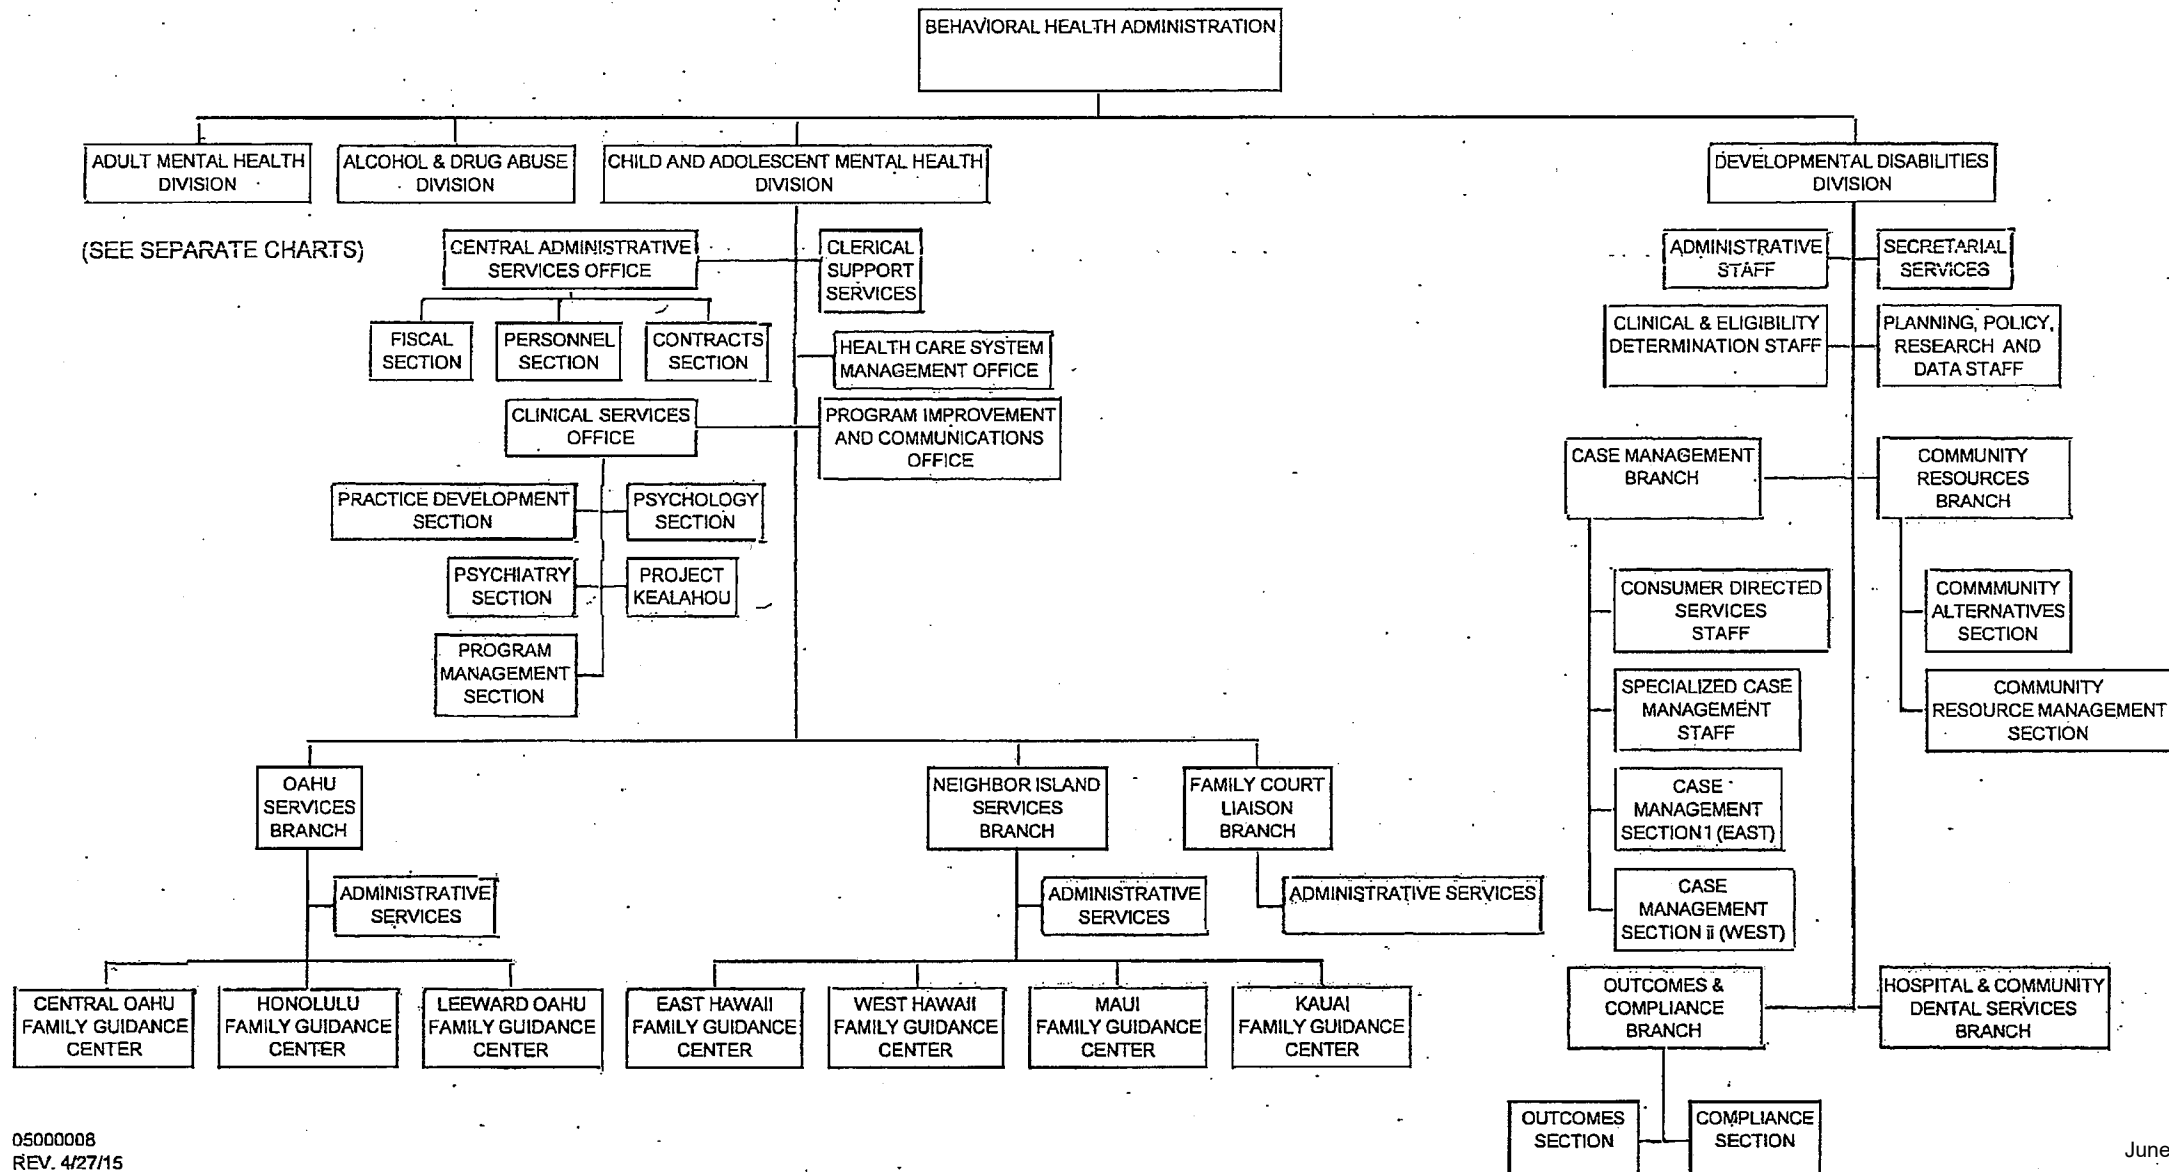 BEHAVIORAL HEALTH ADMINISTRATION
ADULT MENTAL HEALTH
DIVISION
ALCOHOL & DRUG ABUSE
DIVISION
CHILD AND ADOLESCENT MENTAL HEALTH
DIVISION
DEVELOPMENTAL DISABILITIES
DIVISION
(SEE SEPARATE CHARTS)
CENTRAL ADMINISTRATIVE
SERVICES OFFICE
CLERICAL
SUPPORT
SERVICES
FISCAL
SECTION
PERSONNEL
SECTION
CONTRACTS
SECTION
HEALTH CARE SYSTEM
MANAGEMENT OFFICE
CLINICAL SERVICES
OFFICE
PROGRAM IMPROVEMENT
AND COMMUNICATIONS
OFFICE
PRACTICE DEVELOPMENT
SECTION
PSYCHOLOGY
SECTION
PSYCHIATRY
SECTION
PROJECT
KEALAHOU
PROGRAM
MANAGEMENT
SECTION
OAHU
SERVICES
BRANCH
NEIGHBOR ISLAND
SERVICES
BRANCH
FAMILY COURT
LIAISON
BRANCH
ADMINISTRATIVE
SERVICES
ADMINISTRATIVE
SERVICES
ADMINISTRATIVE SERVICES
CENTRAL OAHU
FAMILY GUIDANCE
CENTER
HONOLULU
FAMILY GUIDANCE
CENTER
LEEWARD OAHU
FAMILY GUIDANCE
CENTER
EAST HAWAII
FAMILY GUIDANCE
CENTER
WEST HAWAII
FAMILY GUIDANCE
CENTER
MAUI
FAMILY GUIDANCE
CENTER
KAUAI
FAMILY GUIDANCE
CENTER
ADMINISTRATIVE
STAFF
SECRETARIAL
SERVICES
CLINICAL & ELIGIBILITY
DETERMINATION STAFF
PLANNING, POLICY,
RESEARCH AND
DATA STAFF
CASE MANAGEMENT
BRANCH
COMMUNITY
RESOURCES
BRANCH
CONSUMER DIRECTED
SERVICES
STAFF
COMMMUNITY
ALTERNATIVES
SECTION
SPECIALIZED CASE
MANAGEMENT
STAFF
COMMUNITY
RESOURCE MANAGEMENT
SECTION
CASE
MANAGEMENT
SECTION I (EAST)
CASE
MANAGEMENT
SECTION ii (WEST)
OUTCOMES &
COMPLIANCE
BRANCH
HOSPITAL & COMMUNITY
DENTAL SERVICES
BRANCH
OUTCOMES
SECTION
COMPLIANCE
SECTION
05000008
REV. 4/27/15
June